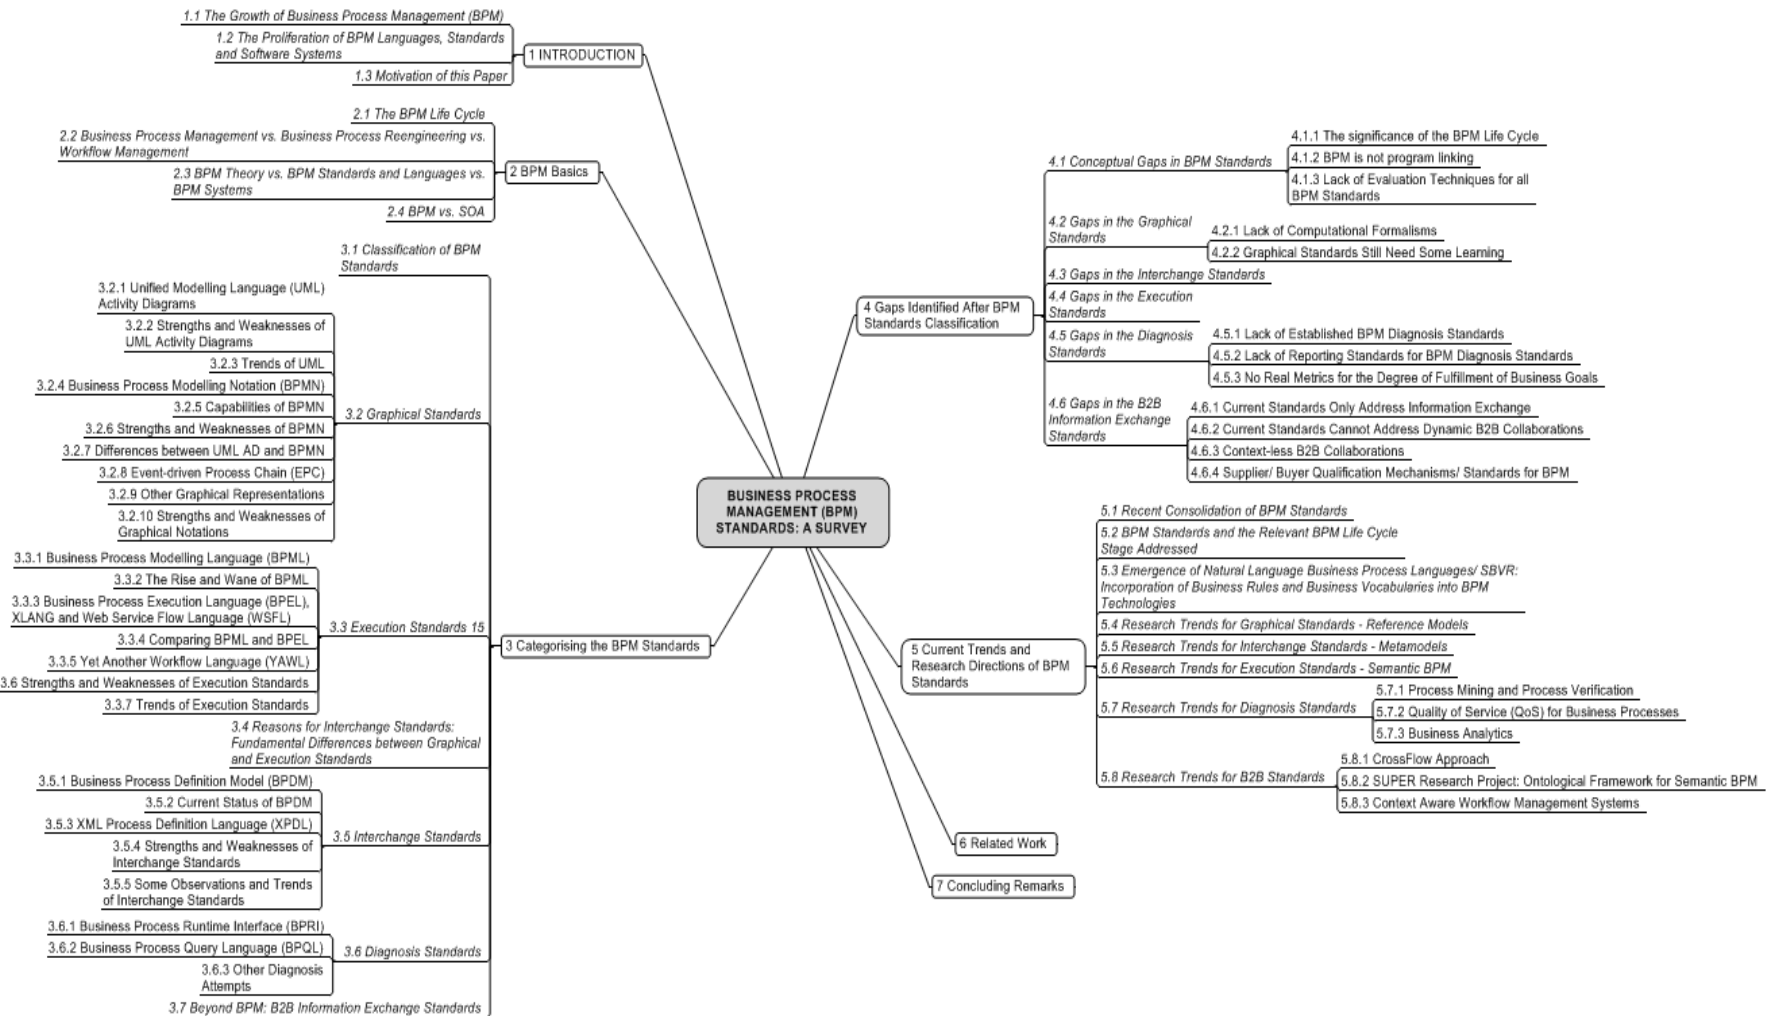 1.1 The Growth of Business Process Management (BPM)
1.2 The Proliferation of BPM Languages, Standards
and Software Systems
1.3 Motivation of this Paper
1 INTRODUCTION
2.1 The BPM Life Cycle
2.2 Business Process Management vs. Business Process Reengineering vs.
Workflow Management
2.3 BPM Theory vs. BPM Standards and Languages vs.
BPM Systems
2.4 BPM vs. SOA
2 BPM Basics
3.1 Classification of BPM
Standards
3.2.1 Unified Modelling Language (UML)
Activity Diagrams
3.2.2 Strengths and Weaknesses of
UML Activity Diagrams
3.2.3 Trends of UML
3.2.4 Business Process Modelling Notation (BPMN)
3.2.5 Capabilities of BPMN
3.2.6 Strengths and Weaknesses of BPMN
3.2.7 Differences between UML AD and BPMN
3.2.8 Event-driven Process Chain (EPC)
3.2.9 Other Graphical Representations
3.2.10 Strengths and Weaknesses of
Graphical Notations
3.2 Graphical Standards
3.3.1 Business Process Modelling Language (BPML)
3.3.2 The Rise and Wane of BPML
3.3.3 Business Process Execution Language (BPEL),
XLANG and Web Service Flow Language (WSFL)
3.3.4 Comparing BPML and BPEL
3.3.5 Yet Another Workflow Language (YAWL)
3.6 Strengths and Weaknesses of Execution Standards
3.3.7 Trends of Execution Standards
3.3 Execution Standards 15
3.4 Reasons for Interchange Standards:
Fundamental Differences between Graphical
and Execution Standards
3.5.1 Business Process Definition Model (BPDM)
3.5.2 Current Status of BPDM
3.5.3 XML Process Definition Language (XPDL)
3.5.4 Strengths and Weaknesses of
Interchange Standards
3.5.5 Some Observations and Trends
of Interchange Standards
3.5 Interchange Standards
3.6.1 Business Process Runtime Interface (BPRI)
3.6.2 Business Process Query Language (BPQL)
3.6.3 Other Diagnosis
Attempts
3.6 Diagnosis Standards
3.7 Beyond BPM: B2B Information Exchange Standards
3 Categorising the BPM Standards
BUSINESS PROCESS
MANAGEMENT (BPM)
STANDARDS: A SURVEY
4 Gaps Identified After BPM
Standards Classification
4.1 Conceptual Gaps in BPM Standards
4.1.1 The significance of the BPM Life Cycle
4.1.2 BPM is not program linking
4.1.3 Lack of Evaluation Techniques for all
BPM Standards
4.2 Gaps in the Graphical
Standards
4.2.1 Lack of Computational Formalisms
4.2.2 Graphical Standards Still Need Some Learning
4.3 Gaps in the Interchange Standards
4.4 Gaps in the Execution
Standards
4.5 Gaps in the Diagnosis
Standards
4.5.1 Lack of Established BPM Diagnosis Standards
4.5.2 Lack of Reporting Standards for BPM Diagnosis Standards
4.5.3 No Real Metrics for the Degree of Fulfillment of Business Goals
4.6 Gaps in the B2B
Information Exchange
Standards
4.6.1 Current Standards Only Address Information Exchange
4.6.2 Current Standards Cannot Address Dynamic B2B Collaborations
4.6.3 Context-less B2B Collaborations
4.6.4 Supplier/ Buyer Qualification Mechanisms/ Standards for BPM
5 Current Trends and
Research Directions of BPM
Standards
5.1 Recent Consolidation of BPM Standards
5.2 BPM Standards and the Relevant BPM Life Cycle
Stage Addressed
5.3 Emergence of Natural Language Business Process Languages/ SBVR:
Incorporation of Business Rules and Business Vocabularies into BPM
Technologies
5.4 Research Trends for Graphical Standards - Reference Models
5.5 Research Trends for Interchange Standards - Metamodels
5.6 Research Trends for Execution Standards - Semantic BPM
5.7 Research Trends for Diagnosis Standards
5.7.1 Process Mining and Process Verification
5.7.2 Quality of Service (QoS) for Business Processes
5.7.3 Business Analytics
5.8 Research Trends for B2B Standards
5.8.1 CrossFlow Approach
5.8.2 SUPER Research Project: Ontological Framework for Semantic BPM
5.8.3 Context Aware Workflow Management Systems
6 Related Work
7 Concluding Remarks